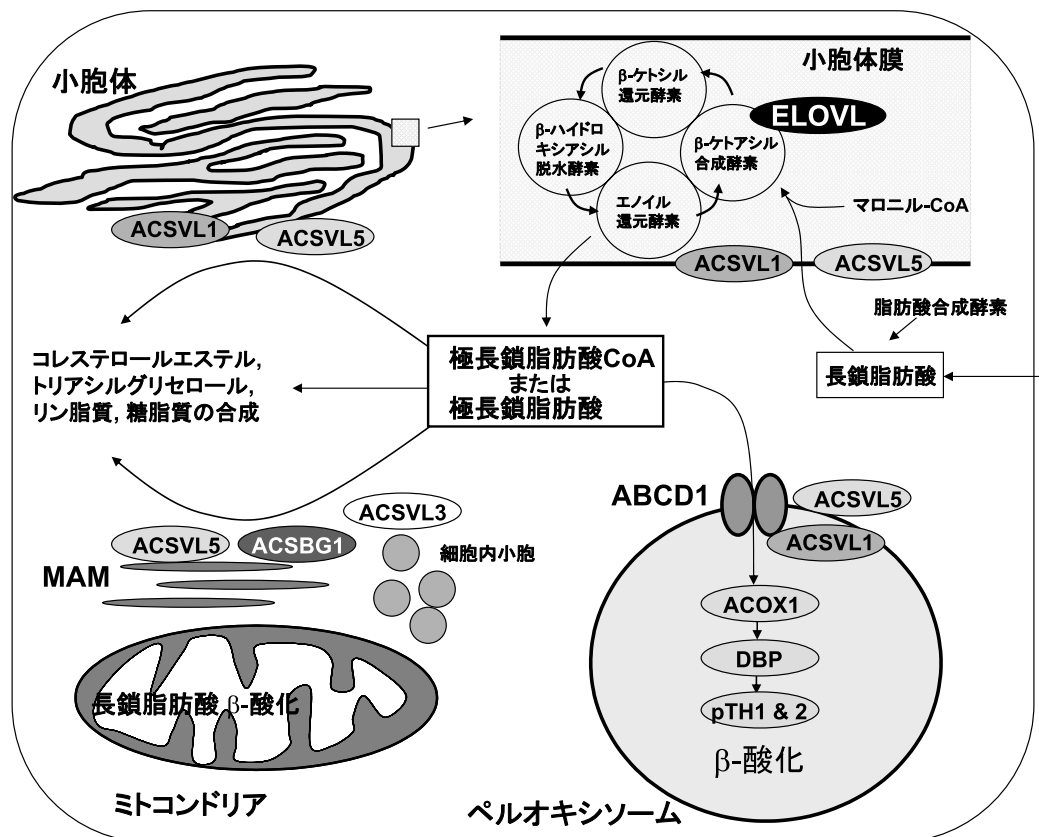 小胞体
ACSVL1
ACSVL5
小胞体膜
β-ケトシル
還元酵素
ELOVL
β-ハイドロ
キシアシル
脱水酵素
β-ケトアシル
合成酵素
エノイル
還元酵素
マロニル-CoA
ACSVL1
ACSVL5
脂肪酸合成酵素
長鎖脂肪酸
極長鎖脂肪酸CoA
または
極長鎖脂肪酸
コレステロールエステル,
トリアシルグリセロール,
リン脂質, 糖脂質の合成
ACSVL3
ACSVL5
ACSBG1
細胞内小胞
MAM
長鎖脂肪酸 β-酸化
ミトコンドリア
ABCD1
ACSVL5
ACSVL1
ACOX1
DBP
pTH1 & 2
β-酸化
ペルオキシソーム